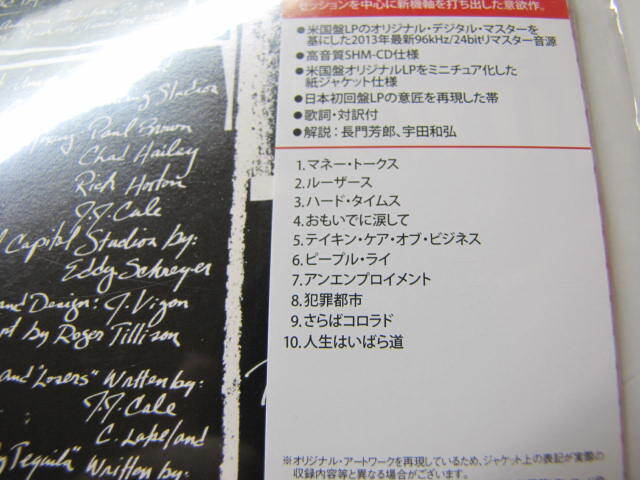 Studios
Paul Brown
Chad Hailey
Rick Horton
J.J. Cale
Capitol Studios by:
Eddy Schreyer
and Design: J. Vigon
by Roger Tillison
and "Losers" Written by:
J.J. Cale
C. Lakeland
Tequila" Written by:
セッションを中心に新機軸を打ち出した意欲作。
●米国盤LPのオリジナル・デジタル・マスターを
基にした2013年最新96kHz/24bitリマスター音源
●高音質SHM-CD仕様
●米国盤オリジナルLPをミニチュア化した
紙ジャケット仕様
●日本初回盤LPの意匠を再現した帯
●歌詞・対訳付
●解説:長門芳郎、宇田和弘
1.マネー・トークス
2.ルーザース
3.ハード・タイムス
4.おもいでに涙して
5.テイキン・ケア・オブ・ビジネス
6.ピープル・ライ
7.アンエンプロイメント
8.犯罪都市
9.さらばコロラド
10.人生はいばら道
※オリジナル・アートワークを再現しているため、ジャケット上の表記が実際の
収録内容等と異なる場合がございます。